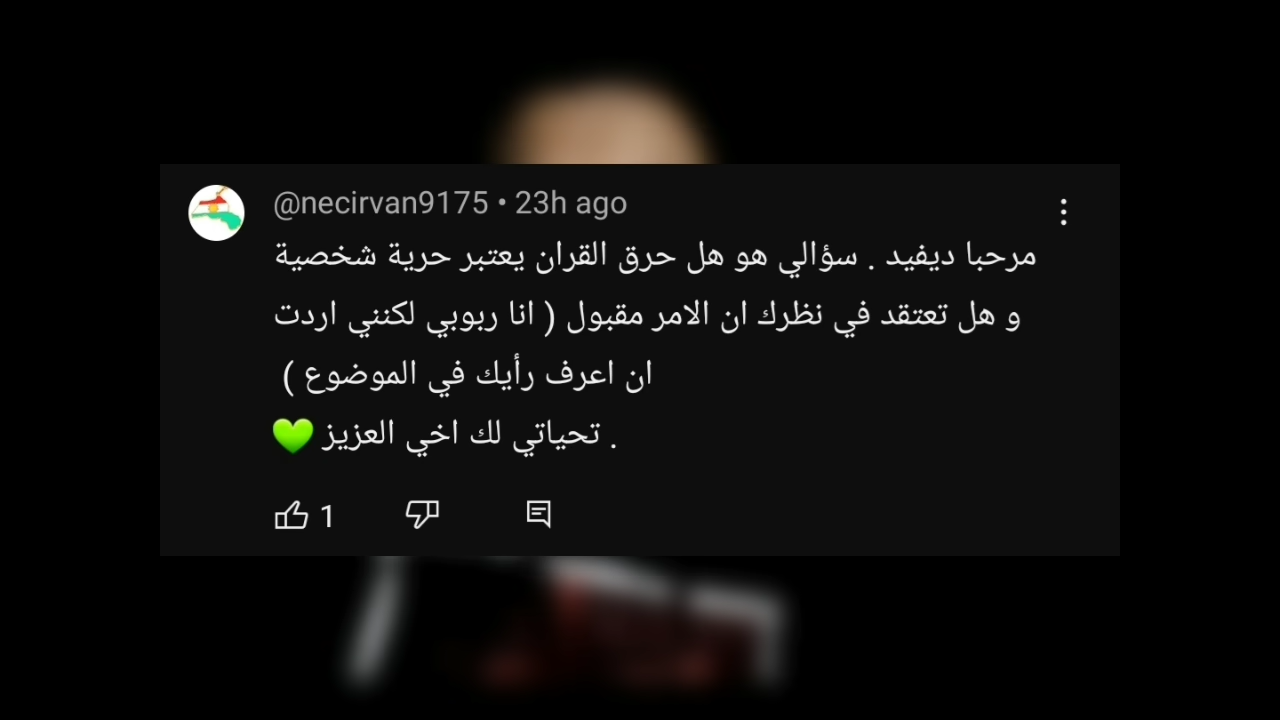 @necirvan9175 • 23h ago
مرحبا ديفيد . سؤالي هو هل حرق القران يعتبر حرية شخصية
و هل تعتقد في نظرك ان الامر مقبول ( انا ربوبي لكنني اردت
ان اعرف رأيك في الموضوع )
. تحياتي لك اخي العزيز 💚
1